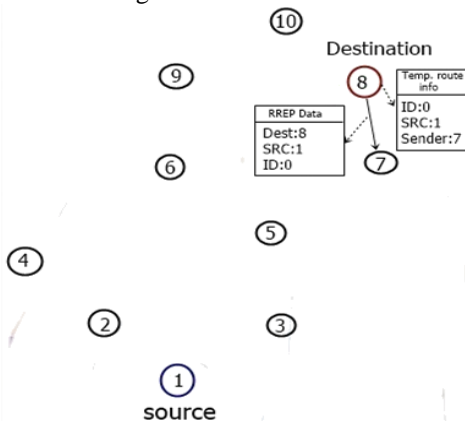 10
Destination
9
8
Temp. route
info
ID:0
SRC:1
Sender:7
RREP Data
Dest:8
SRC:1
ID:0
7
6
5
4
2
3
1
source